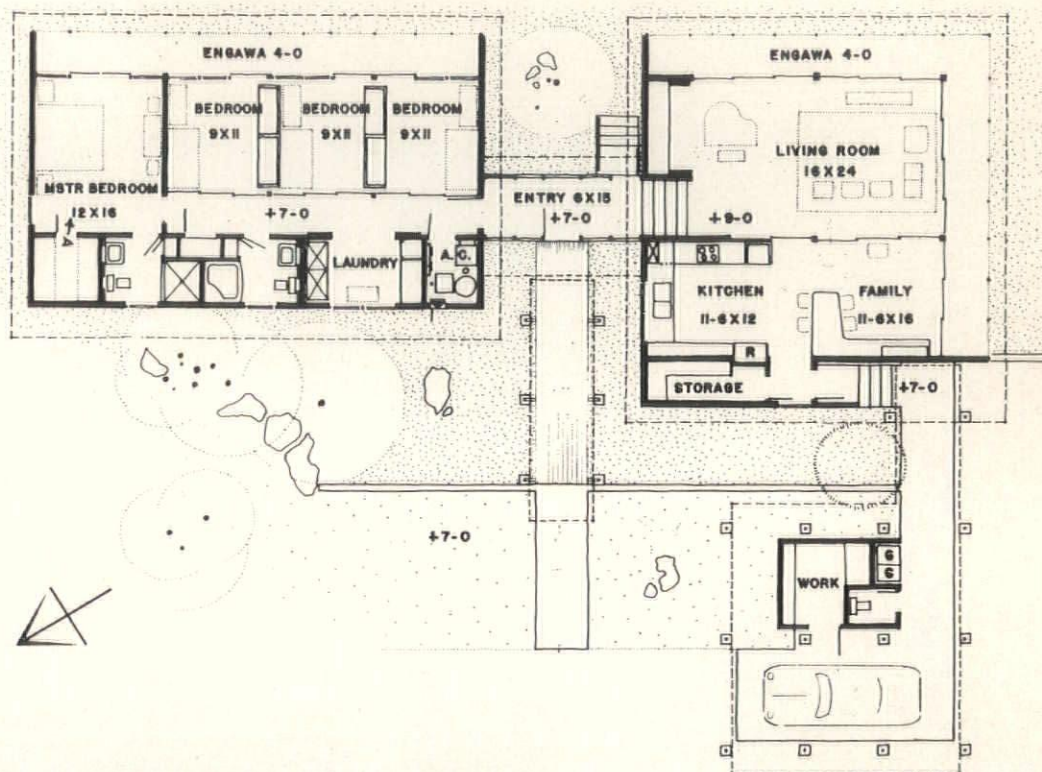 ENGAWA 4-0
BEDROOM
9X11
BEDROOM
9X11
BEDROOM
9X11
MSTR BEDROOM
12X16
+7-0
LAUNDRY
A.C.
ENTRY 6X15
+7-0
ENGAWA 4-0
LIVING ROOM
16X24
+9-0
KITCHEN
11-6X12
FAMILY
11-6X16
R
STORAGE
+7-0
+7-0
WORK
G
G